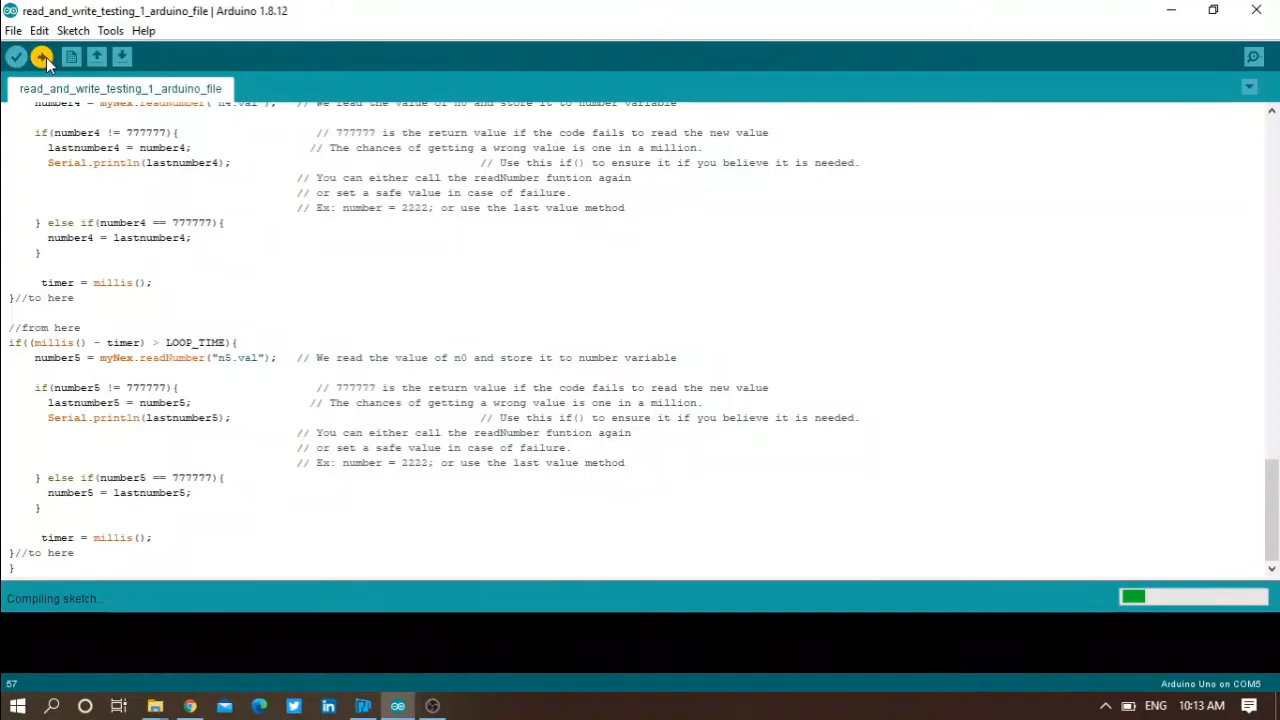 read_and_write_testing_1_arduino_file | Arduino 1.8.12
File Edit Sketch Tools Help
read_and_write_testing_1_arduino_file
number4 = myNex.readNumber("n4.val"); // We read the value of n0 and store it to number variable
if(number4 != 777777){ // 777777 is the return value if the code fails to read the new value
lastnumber4 = number4; // The chances of getting a wrong value is one in a million.
Serial.println(lastnumber4); // Use this if() to ensure it if you believe it is needed.
// You can either call the readNumber funtion again
// or set a safe value in case of failure.
// Ex: number = 2222; or use the last value method
} else if(number4 == 777777){
number4 = lastnumber4;
}
timer = millis();
}//to here
//from here
if((millis() - timer) > LOOP_TIME){
number5 = myNex.readNumber("n5.val"); // We read the value of n0 and store it to number variable
if(number5 != 777777){ // 777777 is the return value if the code fails to read the new value
lastnumber5 = number5; // The chances of getting a wrong value is one in a million.
Serial.println(lastnumber5); // Use this if() to ensure it if you believe it is needed.
// You can either call the readNumber funtion again
// or set a safe value in case of failure.
// Ex: number = 2222; or use the last value method
} else if(number5 == 777777){
number5 = lastnumber5;
}
timer = millis();
}//to here
}
Compiling sketch...
57 Arduino Uno on COM5
ENG 10:13 AM